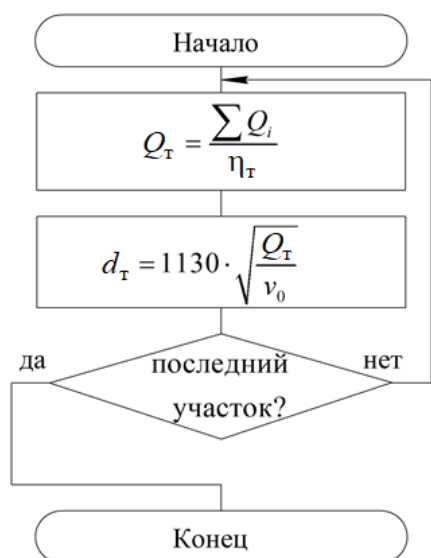 Начало
Q_т = ∑Q_i / η_т
d_т = 1130 · √(Q_т / v_0)
да
последний
нет
участок?
Конец